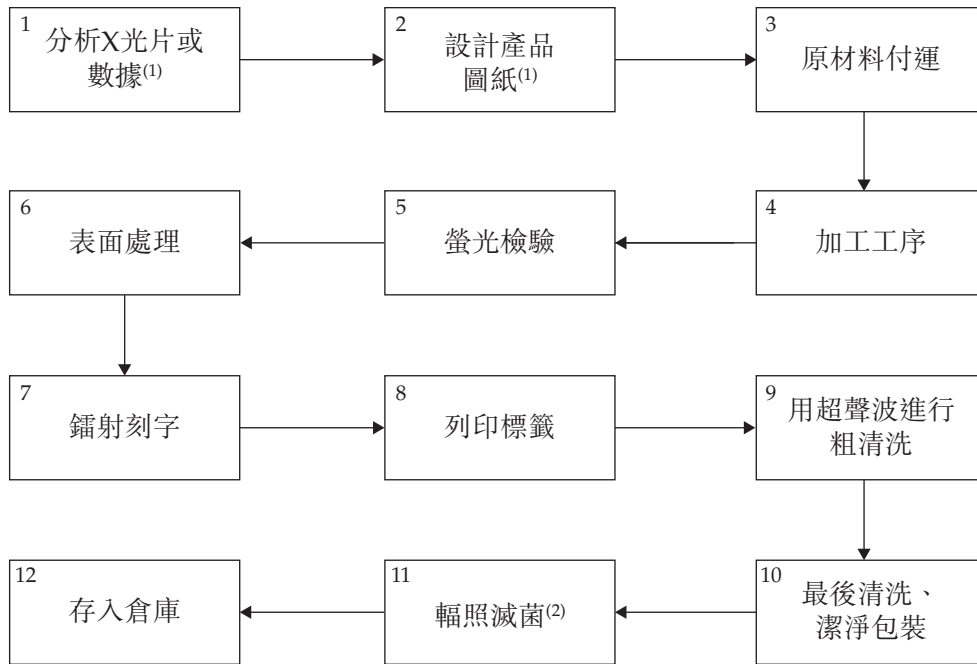 1
分析X光片或
數據(1)
2
設計產品
圖紙(1)
3
原材料付運
4
加工工序
5
螢光檢驗
6
表面處理
7
鐳射刻字
8
列印標籤
9
用超聲波進行
粗清洗
10
最後清洗、
潔淨包裝
11
輻照滅菌(2)
12
存入倉庫